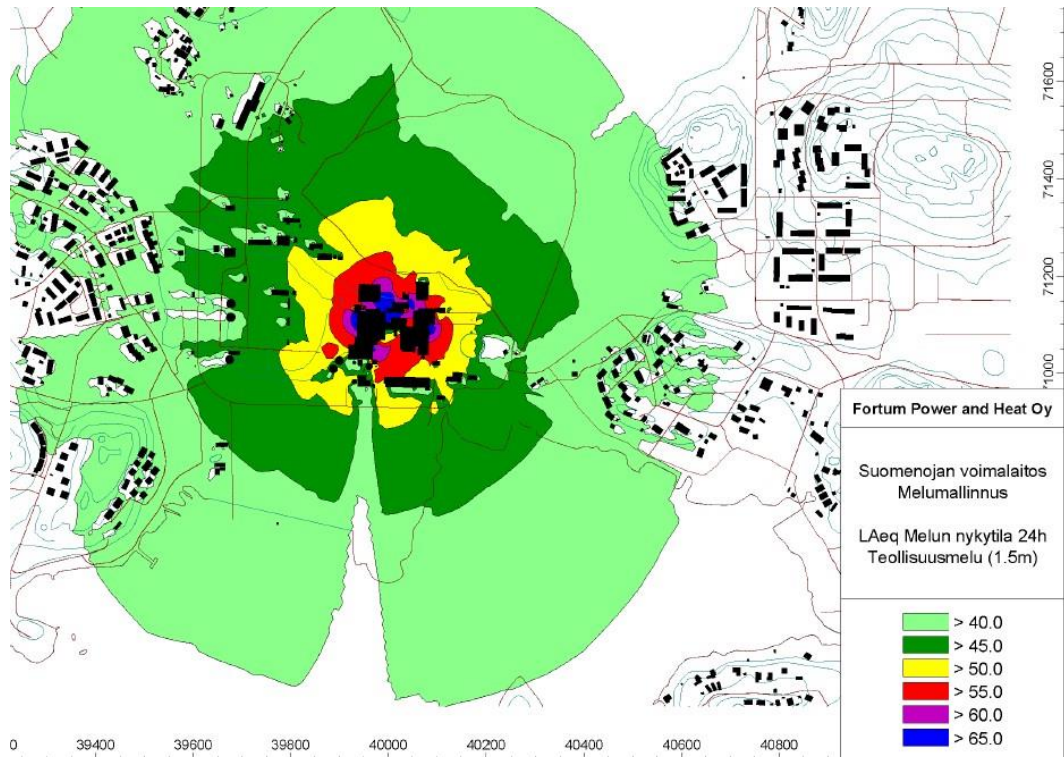 71600
71400
71200
71000
Fortum Power and Heat Oy
Suomenojan voimalaitos
Melumallinnus
LAeq Melun nykytila 24h
Teollisuusmelu (1.5m)
> 40.0
> 45.0
> 50.0
> 55.0
> 60.0
> 65.0
0 39400 39600 39800 40000 40200 40400 40600 40800